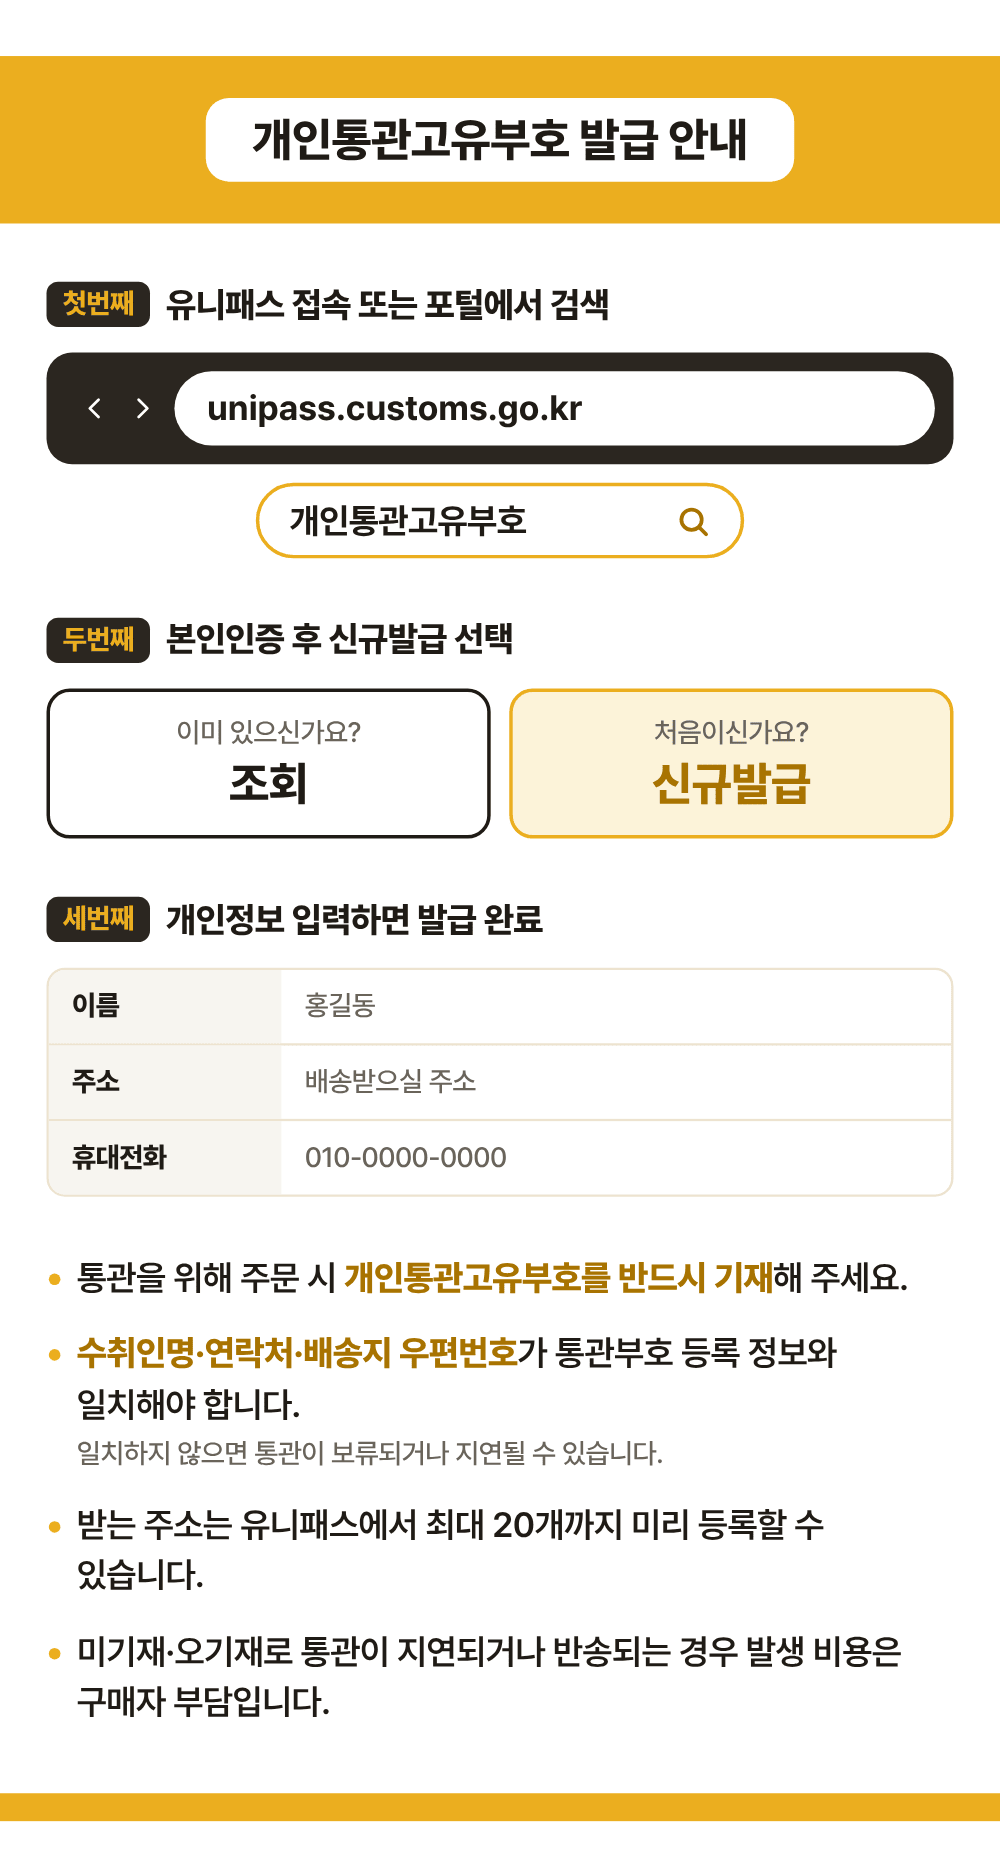 개인통관고유부호 발급 안내
첫번째 유니패스 접속 또는 포털에서 검색
unipass.customs.go.kr
개인통관고유부호
두번째 본인인증 후 신규발급 선택
이미 있으신가요?
조회
처음이신가요?
신규발급
세번째 개인정보 입력하면 발급 완료
이름 홍길동
주소 배송받으실 주소
휴대전화 010-0000-0000
• 통관을 위해 주문 시 개인통관고유부호를 반드시 기재해 주세요.
• 수취인명·연락처·배송지 우편번호가 통관부호 등록 정보와
일치해야 합니다.
일치하지 않으면 통관이 보류되거나 지연될 수 있습니다.
• 받는 주소는 유니패스에서 최대 20개까지 미리 등록할 수
있습니다.
• 미기재·오기재로 통관이 지연되거나 반송되는 경우 발생 비용은
구매자 부담입니다.